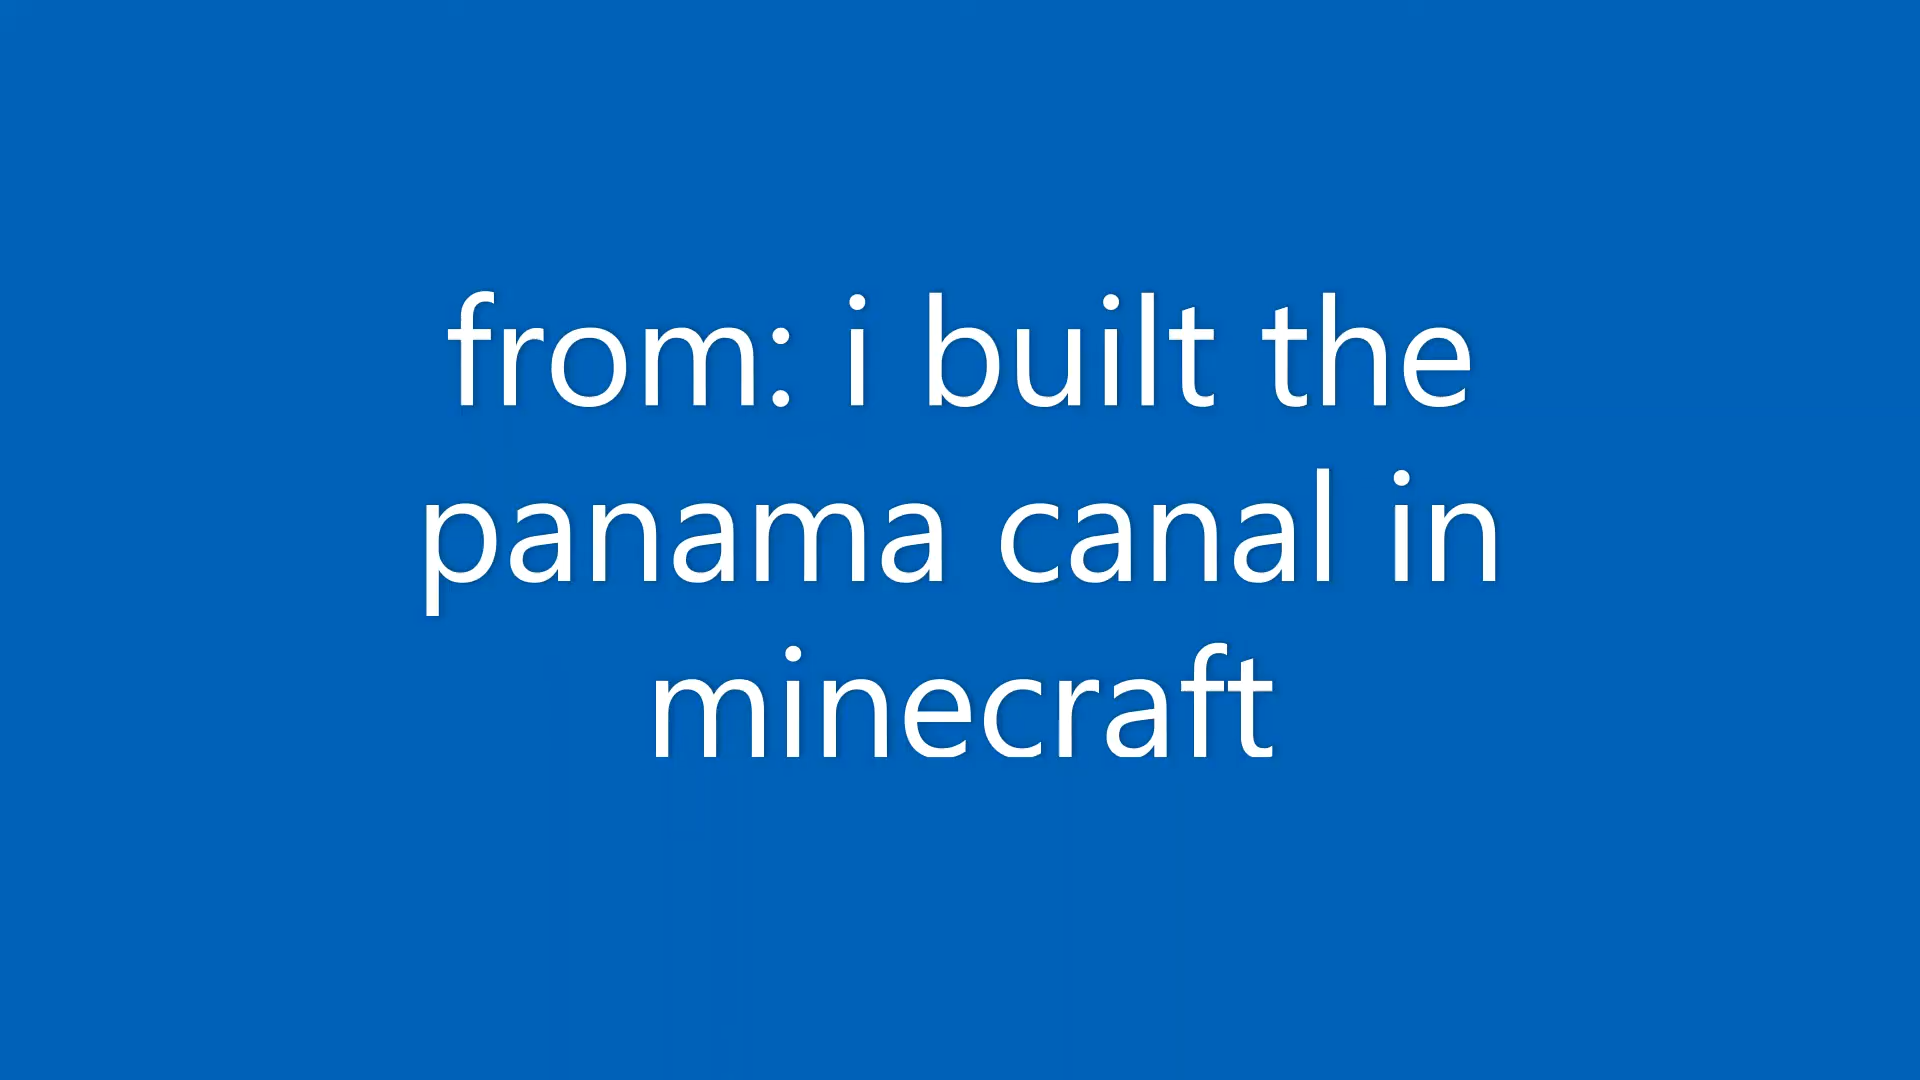 from: i built the
panama canal in
minecraft